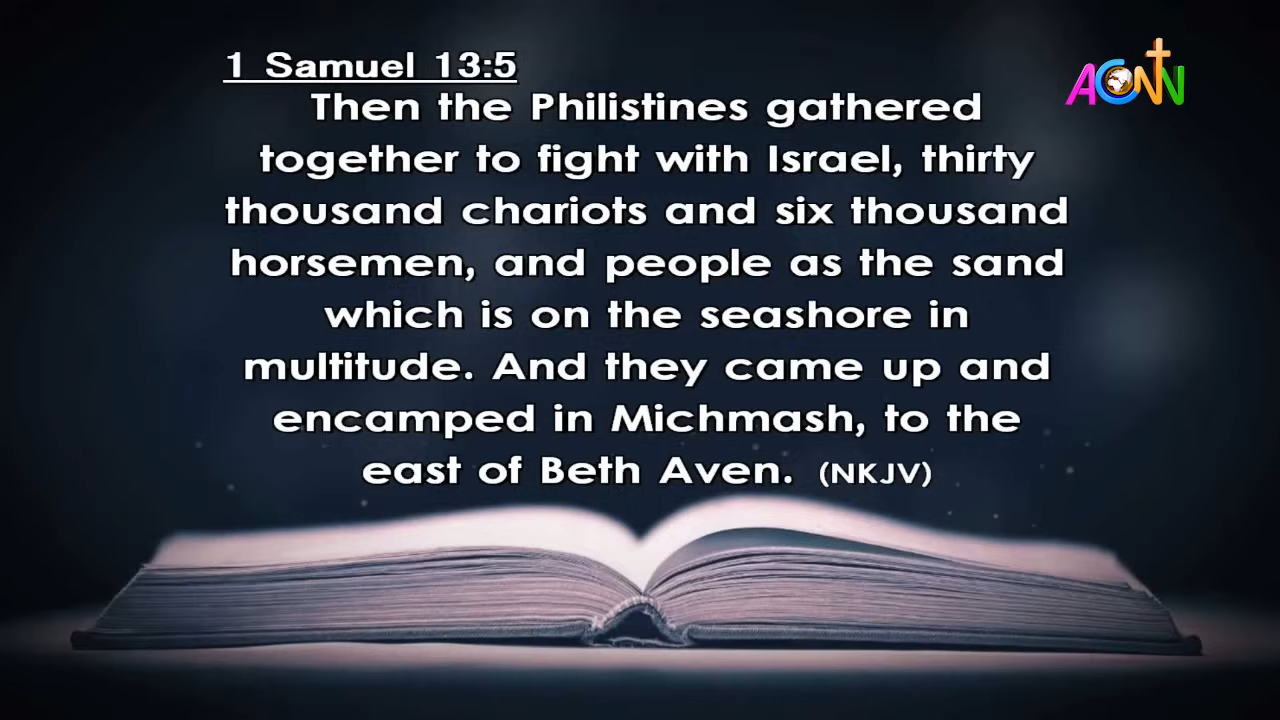 1 Samuel 13:5
ACNN
Then the Philistines gathered
together to fight with Israel, thirty
thousand chariots and six thousand
horsemen, and people as the sand
which is on the seashore in
multitude. And they came up and
encamped in Michmash, to the
east of Beth Aven. (NKJV)